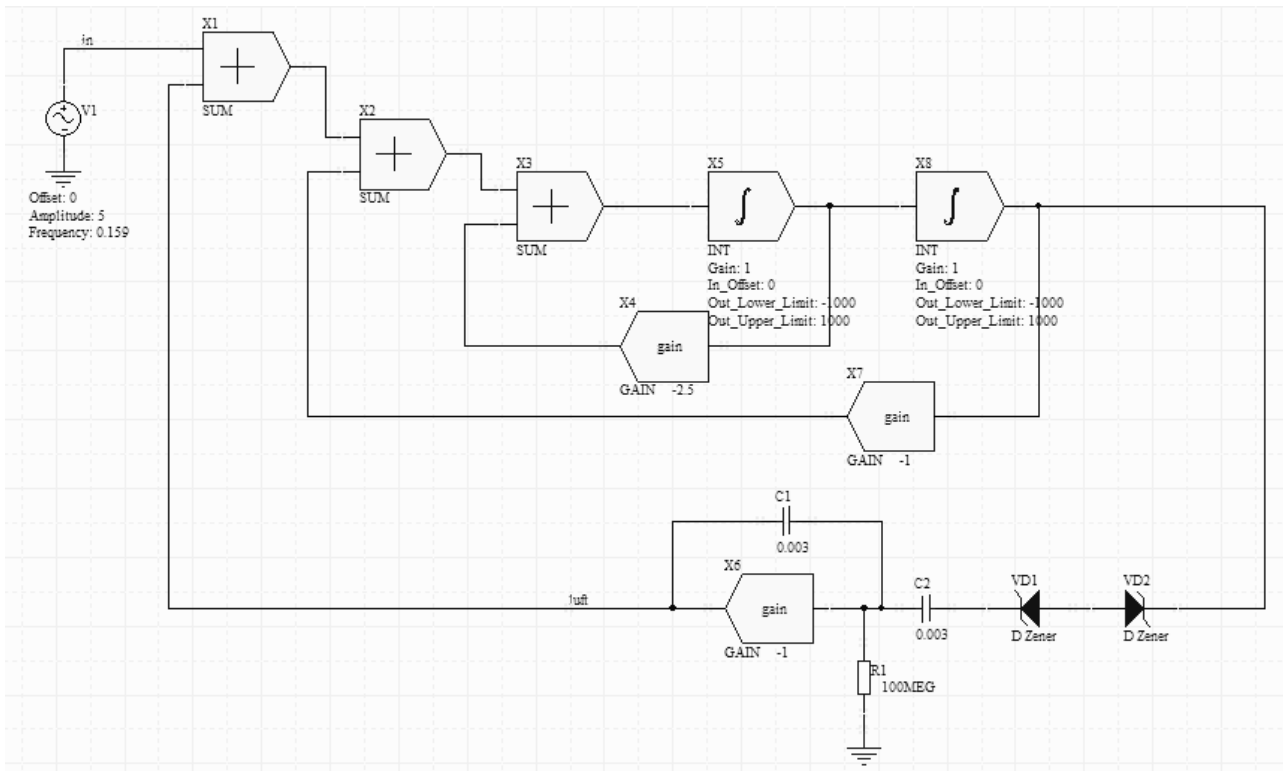 X1
in
V1
SUM
Offset: 0
Amplitude: 5
Frequency: 0.159
X2
SUM
X3
SUM
X5
INT
Gain: 1
In_Offset: 0
Out_Lower_Limit: -1000
Out_Upper_Limit: 1000
X8
INT
Gain: 1
In_Offset: 0
Out_Lower_Limit: -1000
Out_Upper_Limit: 1000
X4
gain
GAIN -2.5
X7
gain
GAIN -1
C1
0.003
X6
gain
GAIN -1
C2
0.003
VD1
D Zener
VD2
D Zener
R1
100MEG